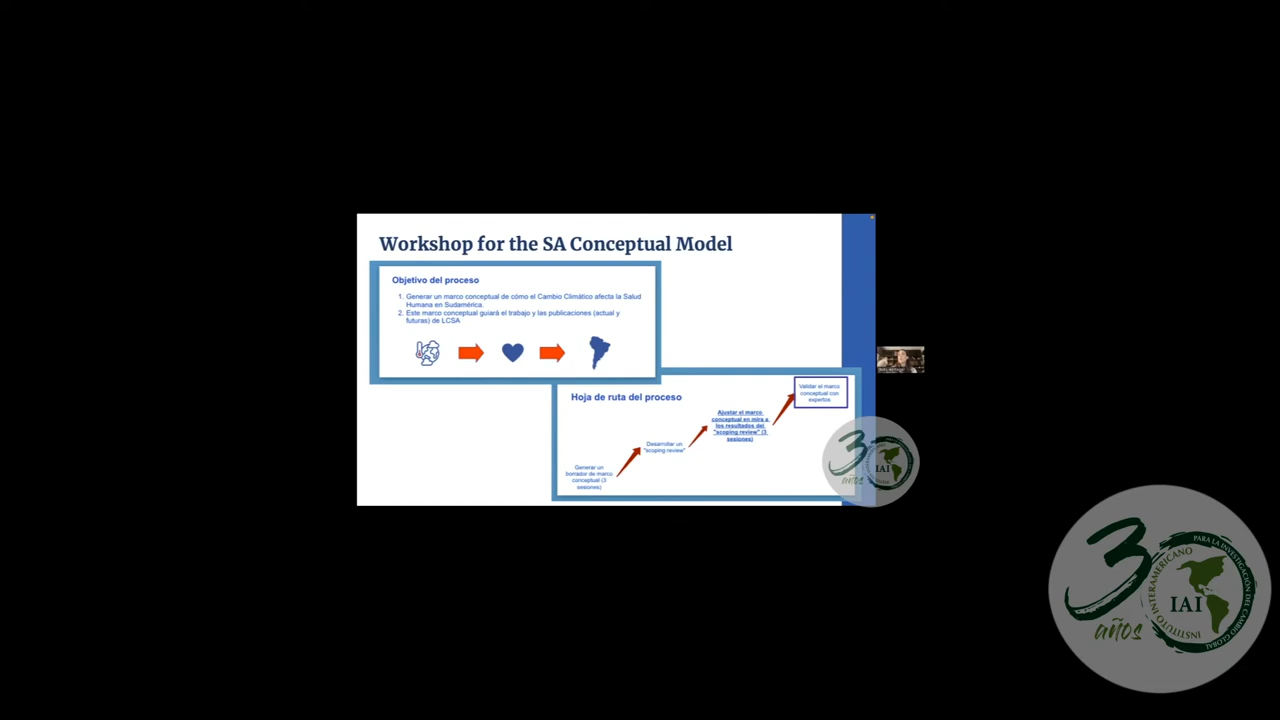 Workshop for the SA Conceptual Model
Objetivo del proceso
1. Generar un marco conceptual de cómo el Cambio Climático afecta la Salud
Humana en Sudamérica.
2. Este marco conceptual guiará el trabajo y las publicaciones (actual y
futuras) de LCSA
Hoja de ruta del proceso
Generar un
borrador de marco
conceptual (3
sesiones)
Desarrollar un
"scoping review"
Ajustar el marco
conceptual en mira a
los resultados del
"scoping review" (3
sesiones)
Validar el marco
conceptual con
expertos
30
años
IAI
30
años
IAI
INSTITUTO INTERAMERICANO
PARA LA INVESTIGACIÓN DEL CAMBIO GLOBAL